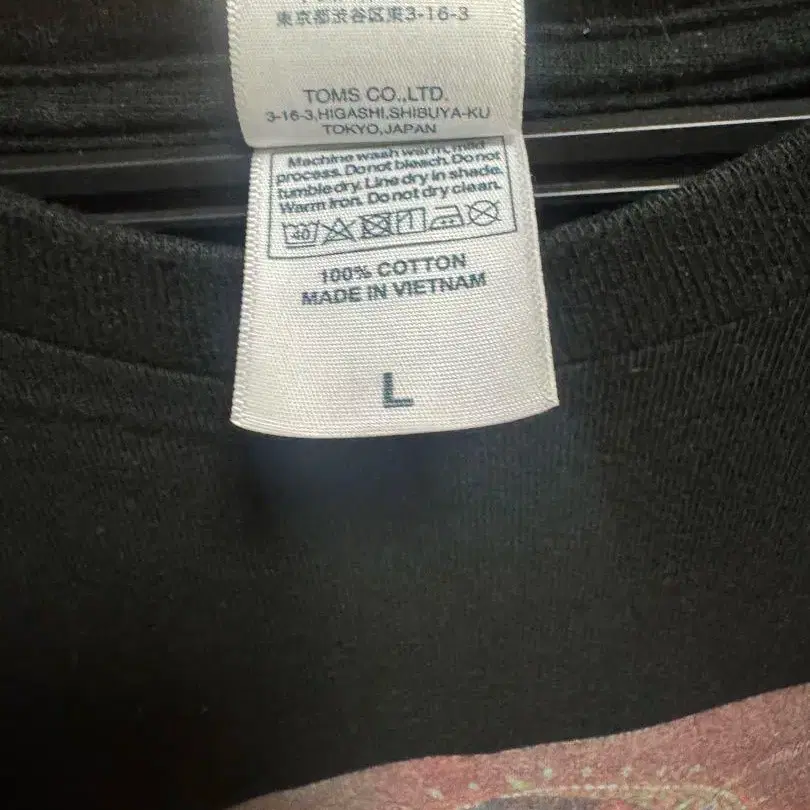 東京都渋谷区東3-16-3
TOMS CO.,LTD.
3-16-3,HIGASHI,SHIBUYA-KU
TOKYO,JAPAN
Machine wash warm, mild
process. Do not bleach. Do not
tumble dry. Line dry in shade.
Warm iron. Do not dry clean.
40
100% COTTON
MADE IN VIETNAM
L